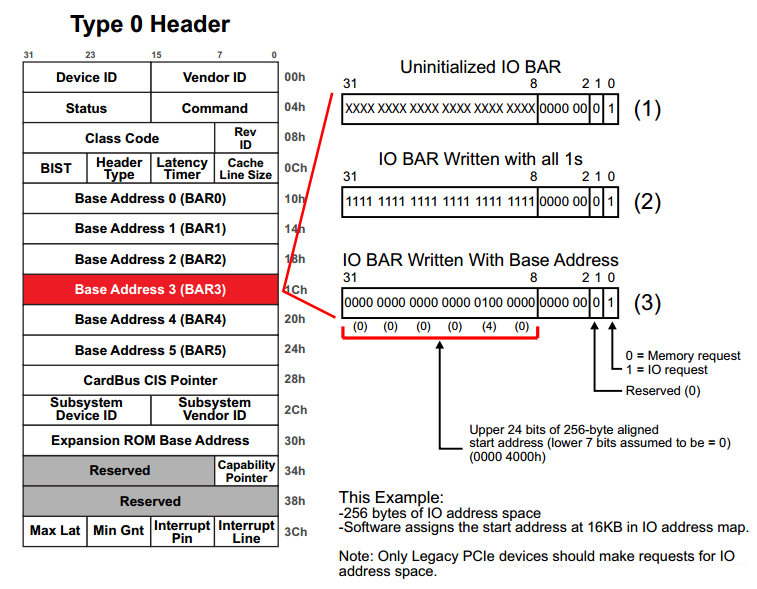 Type 0 Header
31 23 15 7 0
Device ID Vendor ID 00h
Status Command 04h
Class Code Rev ID 08h
BIST Header Type Latency Timer Cache Line Size 0Ch
Base Address 0 (BAR0) 10h
Base Address 1 (BAR1) 14h
Base Address 2 (BAR2) 18h
Base Address 3 (BAR3) 1Ch
Base Address 4 (BAR4) 20h
Base Address 5 (BAR5) 24h
CardBus CIS Pointer 28h
Subsystem Device ID Subsystem Vendor ID 2Ch
Expansion ROM Base Address 30h
Reserved Capability Pointer 34h
Reserved 38h
Max Lat Min Gnt Interrupt Pin Interrupt Line 3Ch
Uninitialized IO BAR
31 8 2 1 0
XXXX XXXX XXXX XXXX XXXX XXXX 0000 00 0 1 (1)
IO BAR Written with all 1s
31 8 2 1 0
1111 1111 1111 1111 1111 1111 0000 00 0 1 (2)
IO BAR Written With Base Address
31 8 2 1 0
0000 0000 0000 0000 0100 0000 0000 00 0 1 (3)
(0) (0) (0) (0) (4) (0)
0 = Memory request
1 = IO request
Reserved (0)
Upper 24 bits of 256-byte aligned
start address (lower 7 bits assumed to be = 0)
(0000 4000h)
This Example:
-256 bytes of IO address space
-Software assigns the start address at 16KB in IO address map.
Note: Only Legacy PCIe devices should make requests for IO
address space.